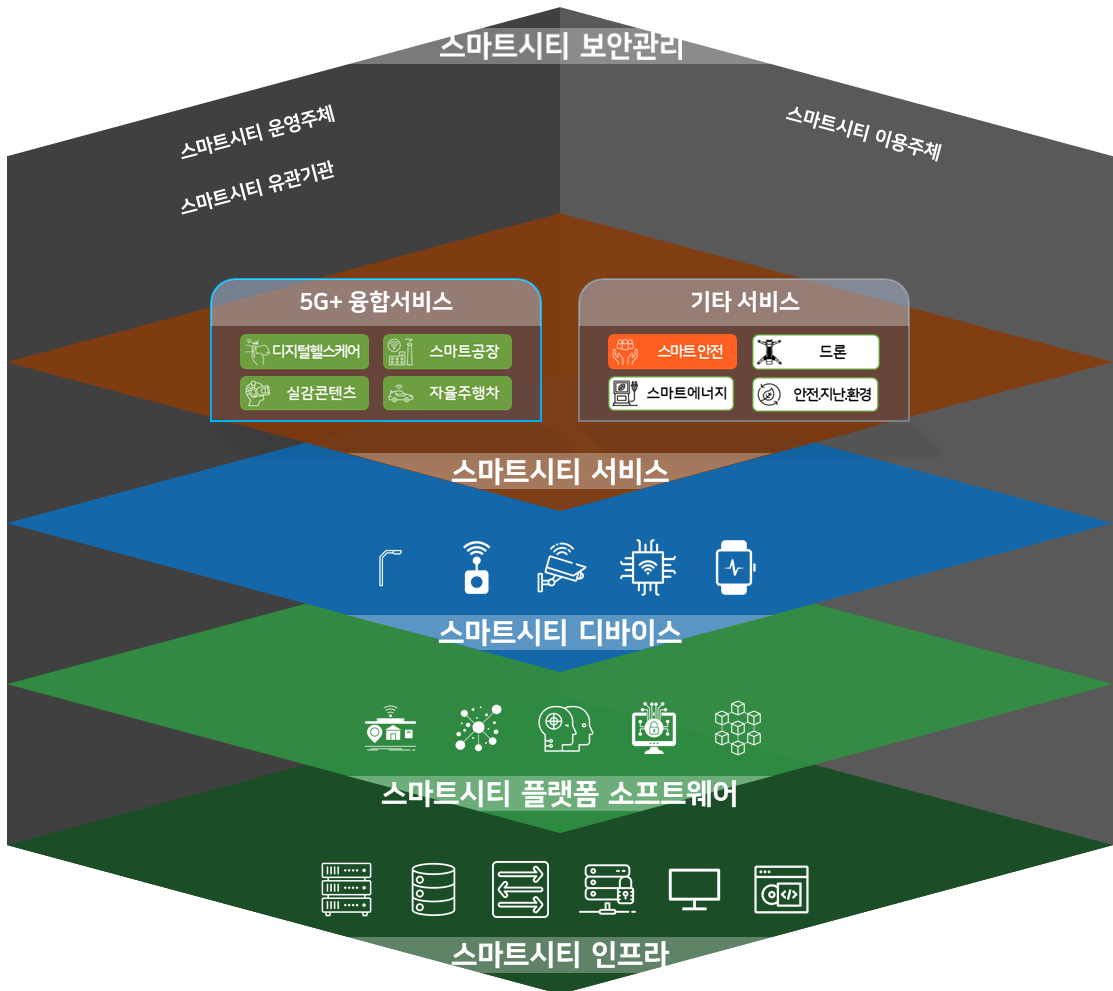 스마트시티 보안관리
스마트시티 운영주체
스마트시티 유관기관
스마트시티 이용주체
5G+ 융합서비스
디지털헬스케어
스마트공장
실감콘텐츠
자율주행차
기타 서비스
스마트안전
드론
스마트에너지
안전.지난.환경
스마트시티 서비스
스마트시티 디바이스
스마트시티 플랫폼 소프트웨어
스마트시티 인프라